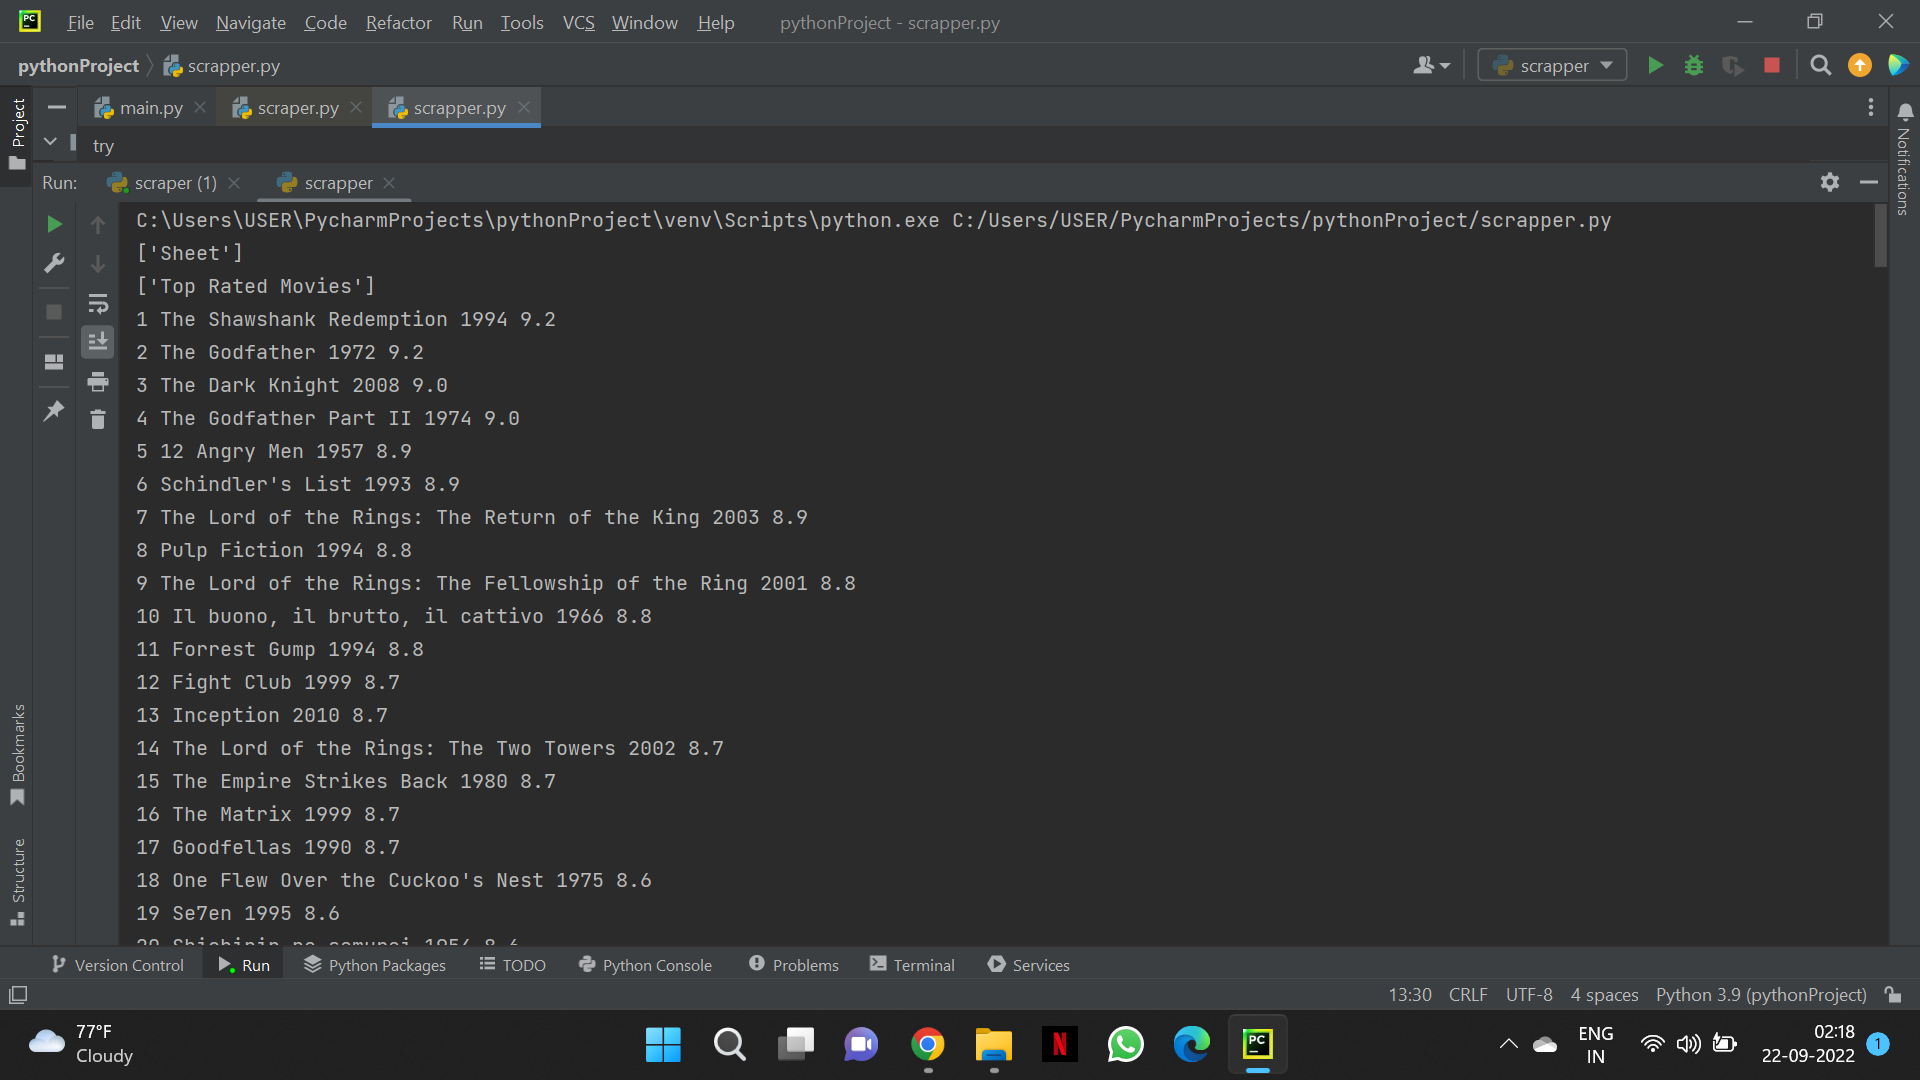 File Edit View Navigate Code Refactor Run Tools VCS Window Help pythonProject - scrapper.py
pythonProject scrapper.py scrapper
Project
main.py scraper.py scrapper.py
try
Notifications
Run: scraper (1) scrapper
C:\Users\USER\PycharmProjects\pythonProject\venv\Scripts\python.exe C:/Users/USER/PycharmProjects/pythonProject/scrapper.py
['Sheet']
['Top Rated Movies']
1 The Shawshank Redemption 1994 9.2
2 The Godfather 1972 9.2
3 The Dark Knight 2008 9.0
4 The Godfather Part II 1974 9.0
5 12 Angry Men 1957 8.9
6 Schindler's List 1993 8.9
7 The Lord of the Rings: The Return of the King 2003 8.9
8 Pulp Fiction 1994 8.8
9 The Lord of the Rings: The Fellowship of the Ring 2001 8.8
10 Il buono, il brutto, il cattivo 1966 8.8
11 Forrest Gump 1994 8.8
12 Fight Club 1999 8.7
13 Inception 2010 8.7
14 The Lord of the Rings: The Two Towers 2002 8.7
15 The Empire Strikes Back 1980 8.7
16 The Matrix 1999 8.7
17 Goodfellas 1990 8.7
18 One Flew Over the Cuckoo's Nest 1975 8.6
19 Se7en 1995 8.6
20 Shichinin no samurai 1954 8.6
Bookmarks
Structure
Version Control Run Python Packages TODO Python Console Problems Terminal Services
13:30 CRLF UTF-8 4 spaces Python 3.9 (pythonProject)
77°F
Cloudy
ENG
IN
02:18
22-09-2022
1